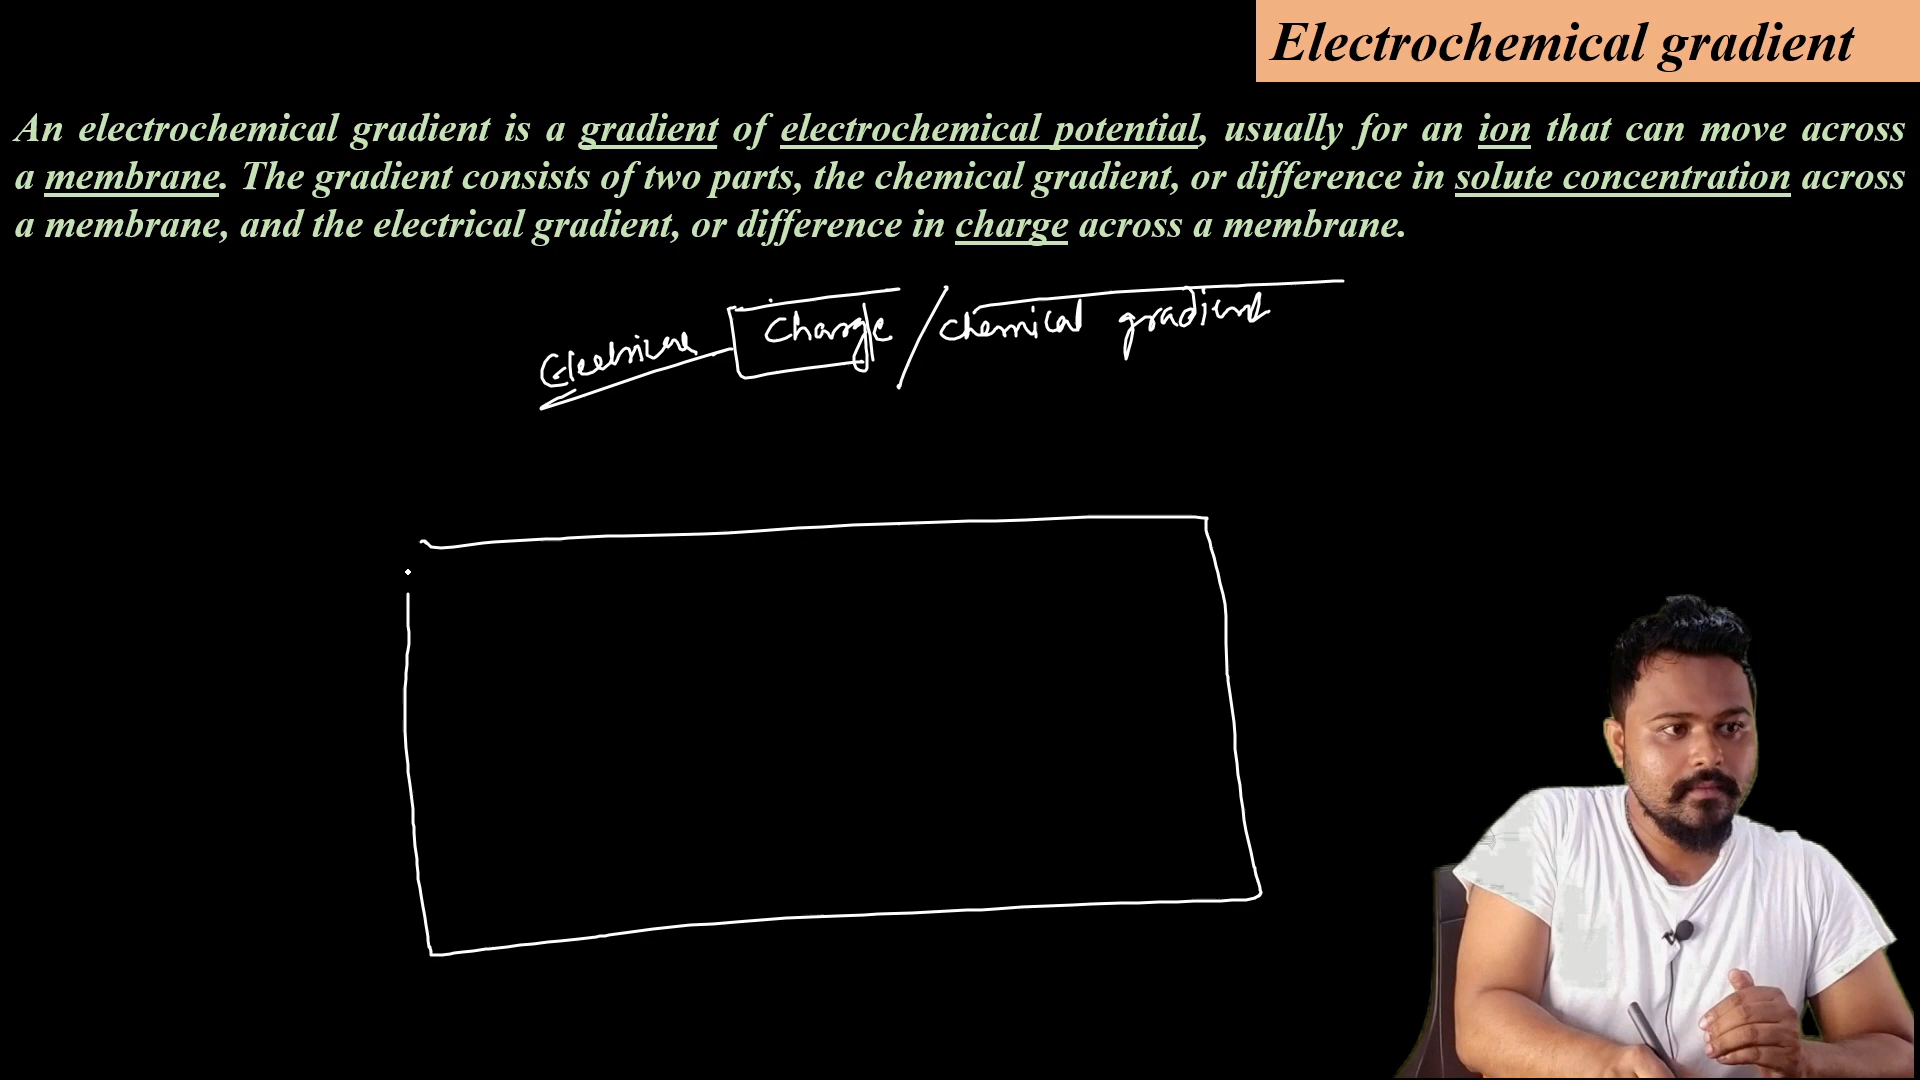 Electrochemical gradient
An electrochemical gradient is a gradient of electrochemical potential, usually for an ion that can move across
a membrane. The gradient consists of two parts, the chemical gradient, or difference in solute concentration across
a membrane, and the electrical gradient, or difference in charge across a membrane.
Charge / chemical gradient